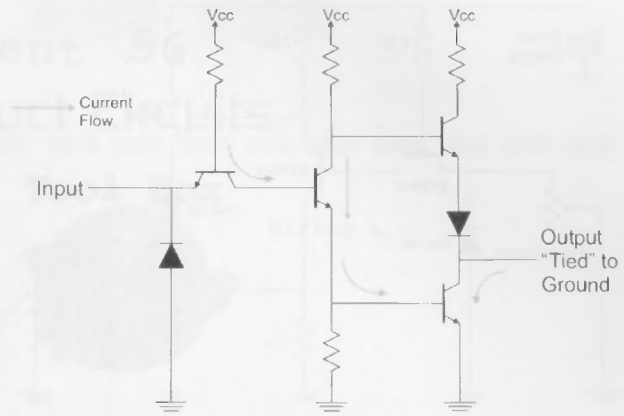 Vcc
Vcc
Vcc
Current
Flow
Input
Output
"Tied" to
Ground